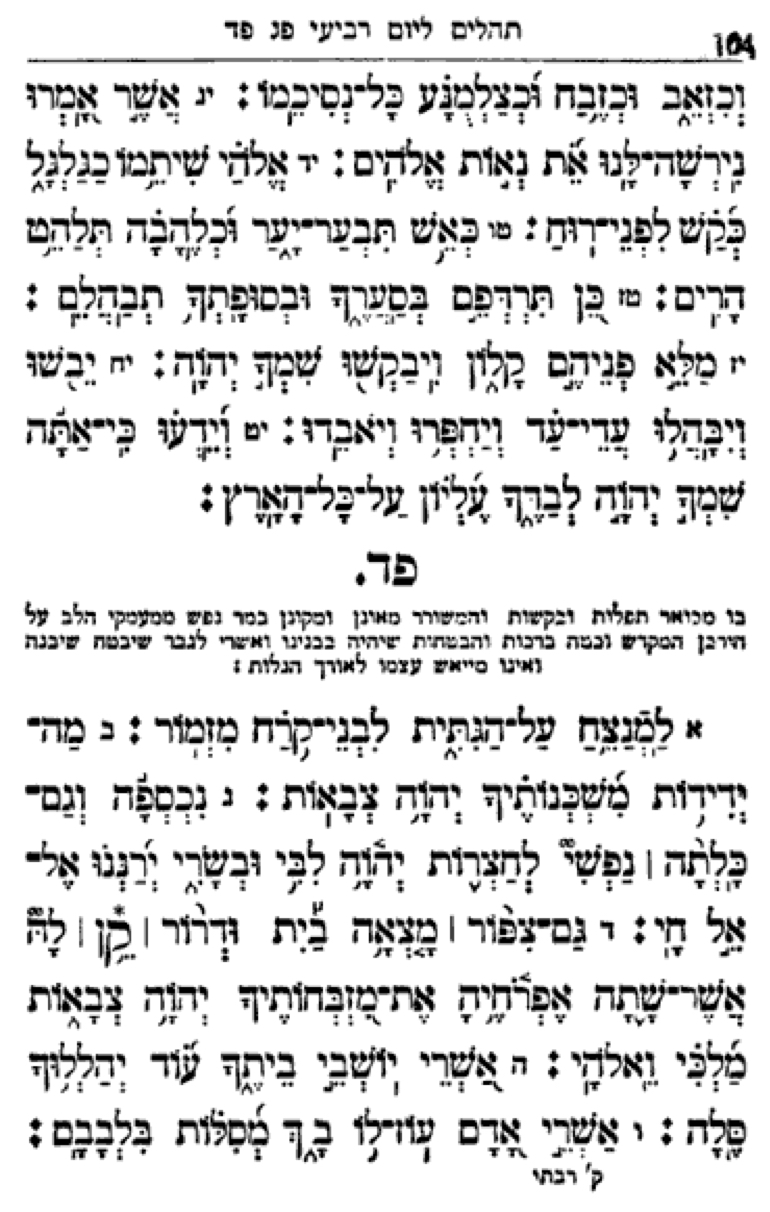 104 תהלים ליום רביעי פג פד
וְכִזְאֵב וּכְזֶבַח וּכְצַלְמֻנָּע כָּל־נְסִיכֵמוֹ: יג אֲשֶׁר אָמְרוּ
נִירְשָׁה־לָּנוּ אֵת נְאוֹת אֱלֹהִים: יד אֱלֹהַי שִׁיתֵמוֹ כַגַּלְגַּל
כְּקַשׁ לִפְנֵי־רוּחַ: טו כְּאֵשׁ תִּבְעַר־יָעַר וּכְלֶהָבָה תְּלַהֵט
הָרִים: טז כֵּן תִּרְדְּפֵם בְּסַעֲרֶךָ וּבְסוּפָתְךָ תְבַהֲלֵם:
יז מַלֵּא פְנֵיהֶם קָלוֹן וִיבַקְשׁוּ שִׁמְךָ יְהוָֹה: יח יֵבֹשׁוּ
וְיִבָּהֲלוּ עֲדֵי־עַד וְיַחְפְּרוּ וְיֹאבֵדוּ: יט וְיֵדְעוּ כִּי־אַתָּה
שִׁמְךָ יְהוָֹה לְבַדֶּךָ עֶלְיוֹן עַל־כָּל־הָאָרֶץ:
פד.
בו מבואר תפלות ובקשות והמשורר מאונן ומקונן במר נפש ממעמקי הלב על
חורבן המקדש וכמה ברכות והבטחות שיהיה בבנינו ואשרי לגבר שיבטח שיבנה
ואינו מייאש עצמו לאורך הגלות:
א לַמְנַצֵּחַ עַל־הַגִּתִּית לִבְנֵי־קֹרַח מִזְמוֹר: ב מַה־
יְּדִידוֹת מִשְׁכְּנוֹתֶיךָ יְהוָֹה צְבָאוֹת: ג נִכְסְפָה וְגַם־
כָּלְתָה | נַפְשִׁי לְחַצְרוֹת יְהוָֹה לִבִּי וּבְשָׂרִי יְרַנְּנוּ אֶל־
אֵל חָי: ד גַּם־צִפּוֹר | מָצְאָה בַיִת וּדְרוֹר | קֵן | לָהּ
אֲשֶׁר־שָׁתָה אֶפְרֹחֶיהָ אֶת־מִזְבְּחוֹתֶיךָ יְהוָֹה צְבָאוֹת
מַלְכִּי וֵאלֹהָי: ה אַשְׁרֵי יוֹשְׁבֵי בֵיתֶךָ עוֹד יְהַלְלוּךָ
סֶּלָה: ו אַשְׁרֵי אָדָם עוֹז־לוֹ בָךְ מְסִלּוֹת בִּלְבָבָם:
ק' רבתי